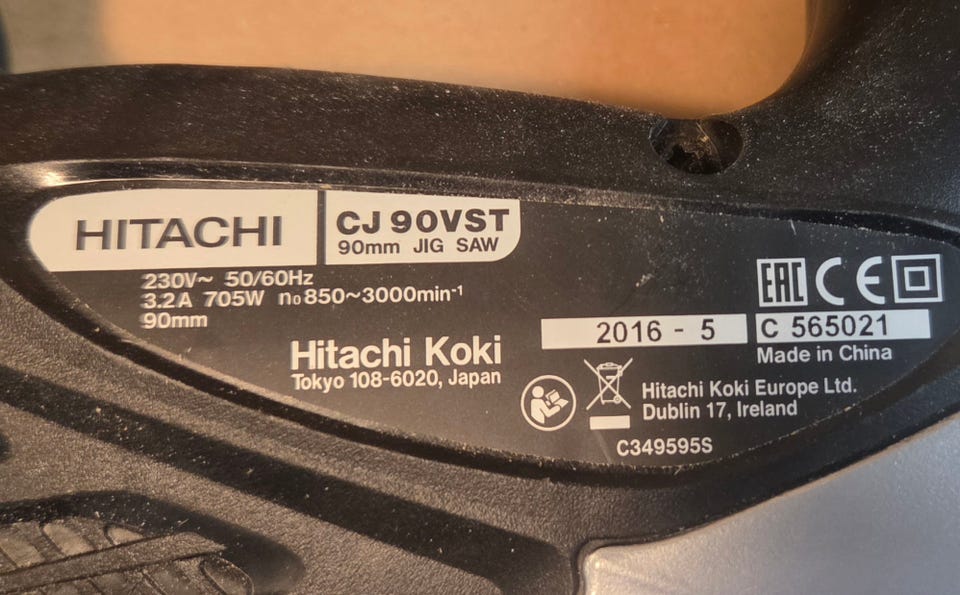 HITACHI
CJ 90VST
90mm JIG SAW
230V~ 50/60Hz
3.2A 705W n₀850~3000min⁻¹
90mm
Hitachi Koki
Tokyo 108-6020, Japan
EAC CE
2016 - 5
C 565021
Made in China
Hitachi Koki Europe Ltd.
Dublin 17, Ireland
C349595S